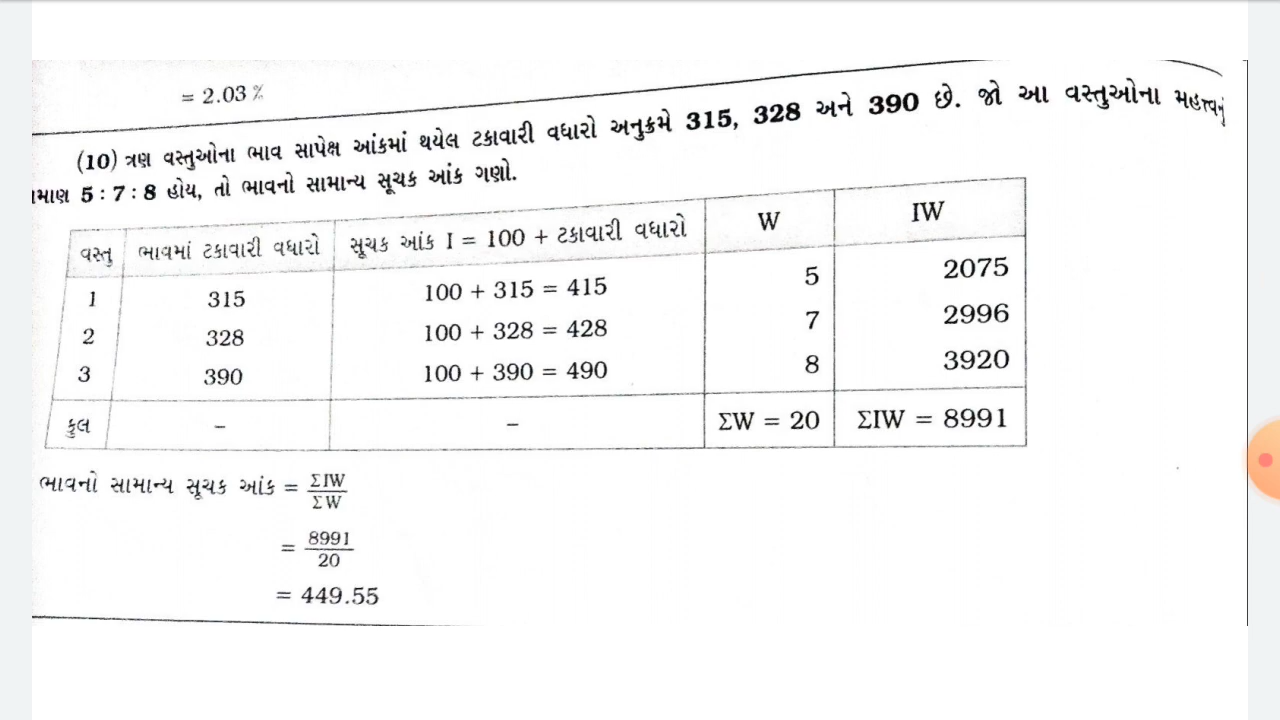 = 2.03 %
(10) ત્રણ વસ્તુઓના ભાવ સાપેક્ષ આંકમાં થયેલ ટકાવારી વધારો અનુક્રમે 315, 328 અને 390 છે. જો આ વસ્તુઓના મહત્ત્વનું
માણ 5 : 7 : 8 હોય, તો ભાવનો સામાન્ય સૂચક આંક ગણો.
વસ્તુ ભાવમાં ટકાવારી વધારો સૂચક આંક I = 100 + ટકાવારી વધારો W IW
1 315 100 + 315 = 415 5 2075
2 328 100 + 328 = 428 7 2996
3 390 100 + 390 = 490 8 3920
કુલ – – ΣW = 20 ΣIW = 8991
ભાવનો સામાન્ય સૂચક આંક = ΣIW
ΣW
= 8991
20
= 449.55